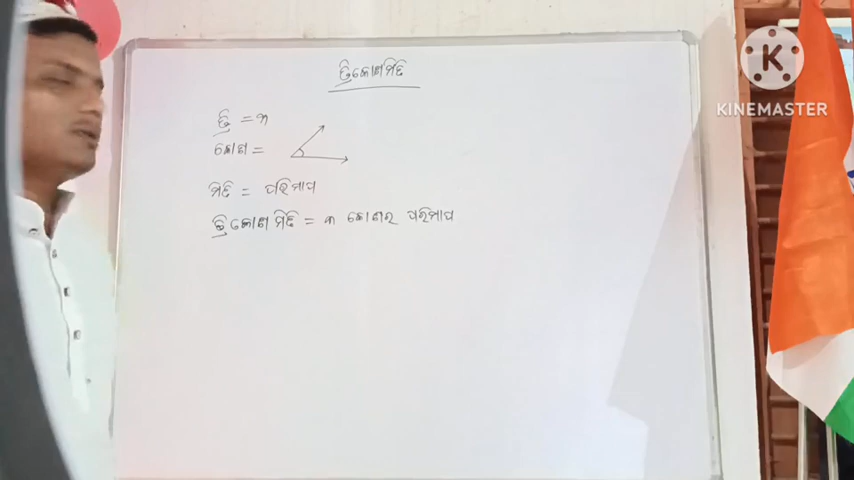 ତ୍ରିକୋଣମିତି
ତ୍ରି = ୩
କୋଣ =
ମିତି = ପରିମାପ
ତ୍ରିକୋଣମିତି = ୩ କୋଣର ପରିମାପ
K
KINEMASTER